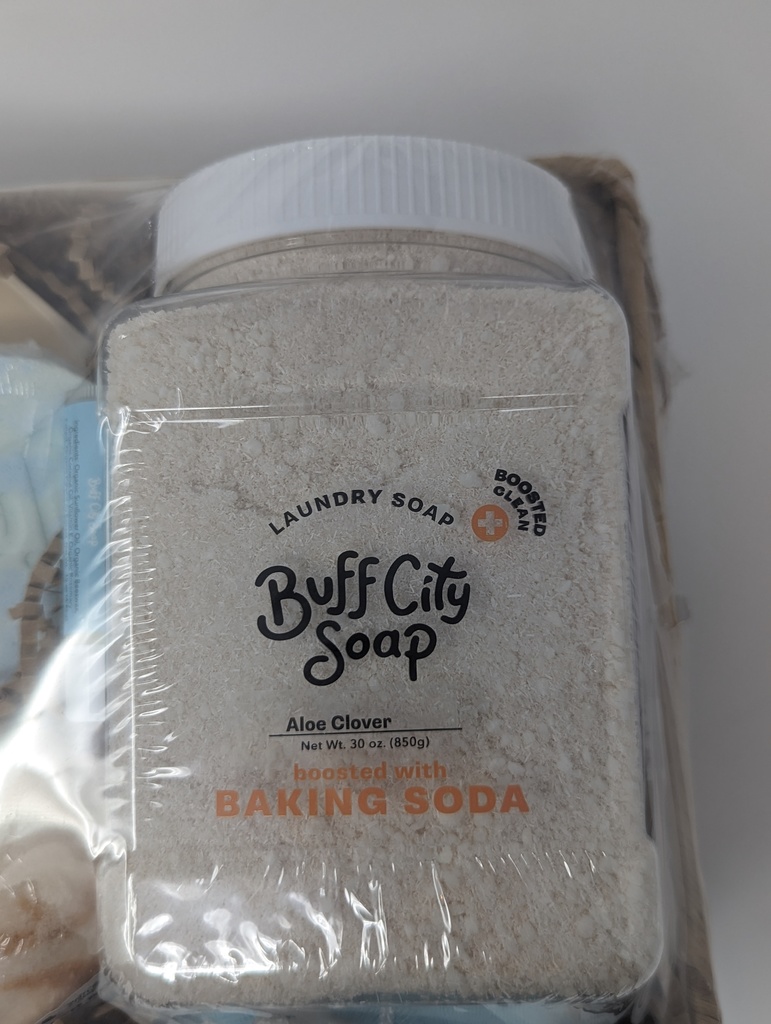 LAUNDRY SOAP
BOOSTED
CLEAN
Buff City
Soap
Aloe Clover
Net Wt. 30 oz. (850g)
boosted with
BAKING SODA